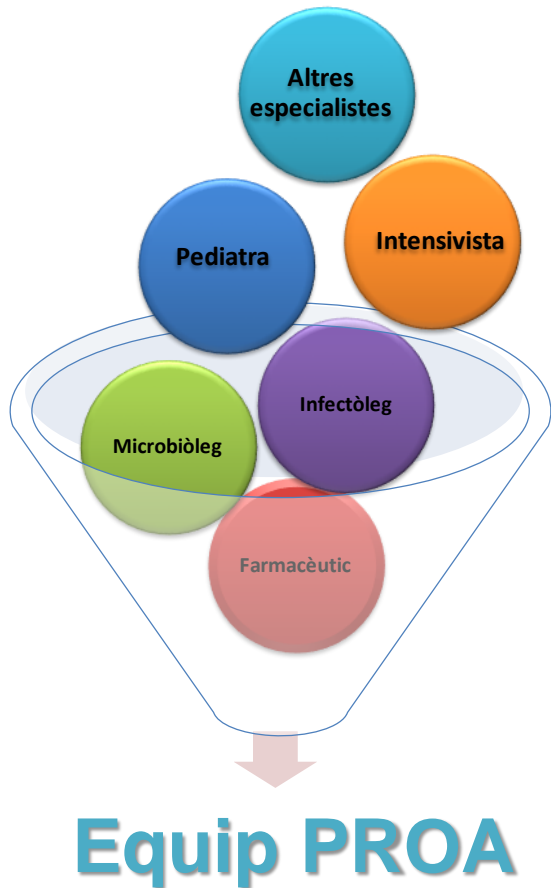 Altres
especialistes
Intensivista
Pediatra
Infectòleg
Microbiòleg
Farmacèutic
Equip PROA